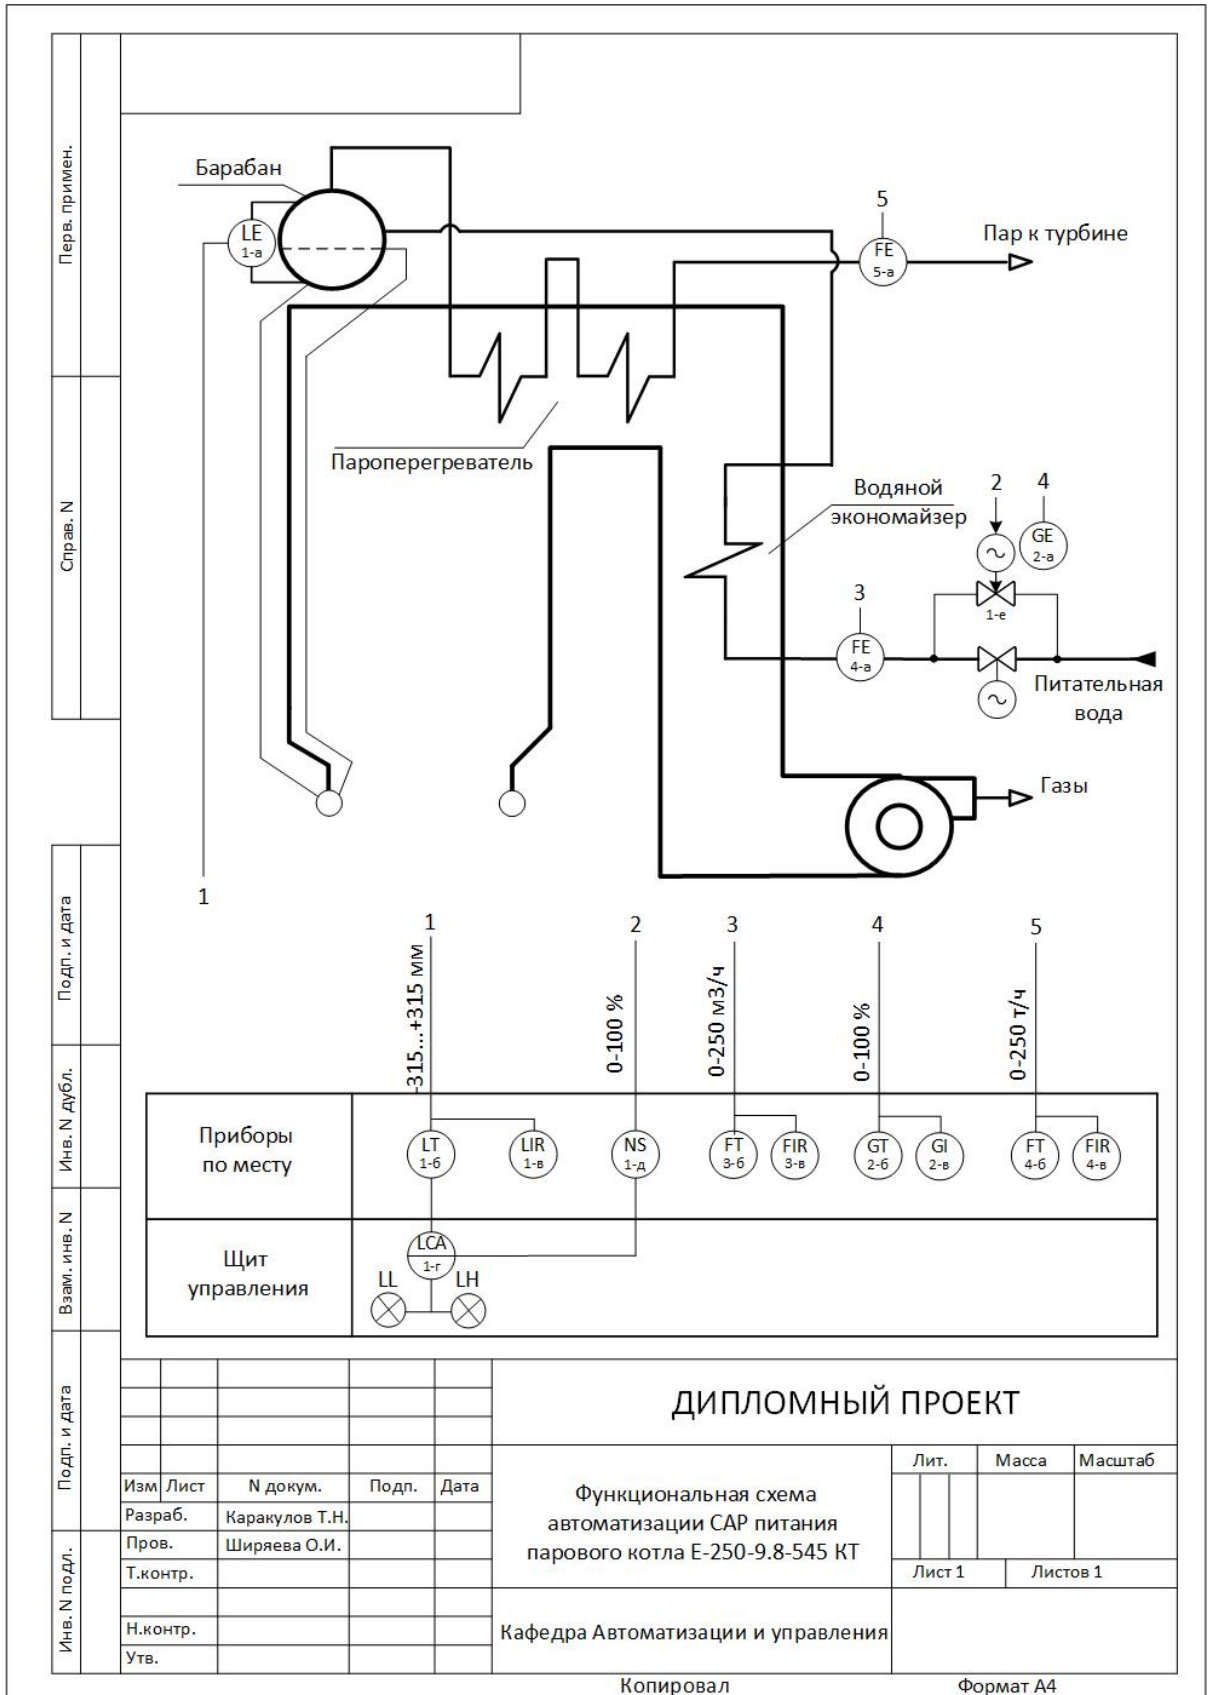 Перв. примен.
Справ. N
Подп. и дата
Инв. N дубл.
Взам. инв. N
Подп. и дата
Инв. N подл.
Барабан
LE
1-а
1
Пароперегреватель
5
FE
5-а
Пар к турбине
Водяной
экономайзер
2
4
GE
2-а
1-е
3
FE
4-а
Питательная
вода
Газы
1
2
3
4
5
-315...+315 мм
0-100 %
0-250 м3/ч
0-100 %
0-250 т/ч
Приборы
по месту
LT
1-б
LIR
1-в
NS
1-д
FT
3-б
FIR
3-в
GT
2-б
GI
2-в
FT
4-б
FIR
4-в
Щит
управления
LCA
1-г
LL
LH
ДИПЛОМНЫЙ ПРОЕКТ
Изм Лист N докум. Подп. Дата
Разраб. Каракулов Т.Н.
Пров. Ширяева О.И.
Т.контр.
Н.контр.
Утв.
Функциональная схема
автоматизации САР питания
парового котла Е-250-9.8-545 КТ
Лит. Масса Масштаб
Лист 1 Листов 1
Кафедра Автоматизации и управления
Копировал Формат А4